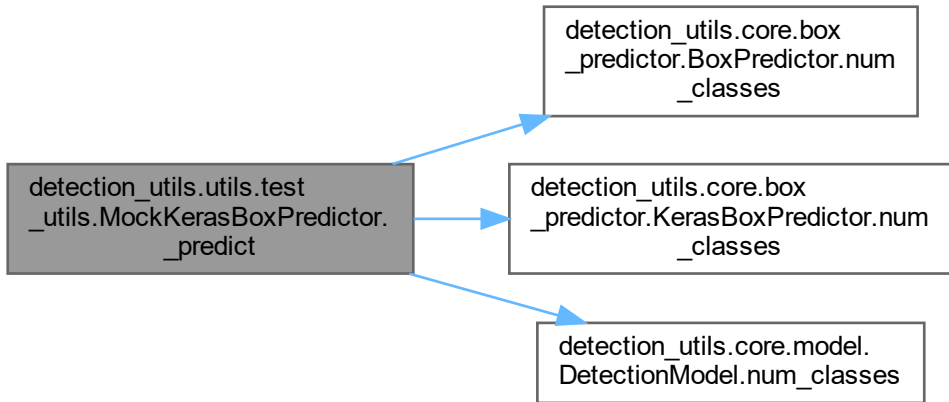 detection_utils.core.box
_predictor.BoxPredictor.num
_classes
detection_utils.utils.test
_utils.MockKerasBoxPredictor.
_predict
detection_utils.core.box
_predictor.KerasBoxPredictor.num
_classes
detection_utils.core.model.
DetectionModel.num_classes